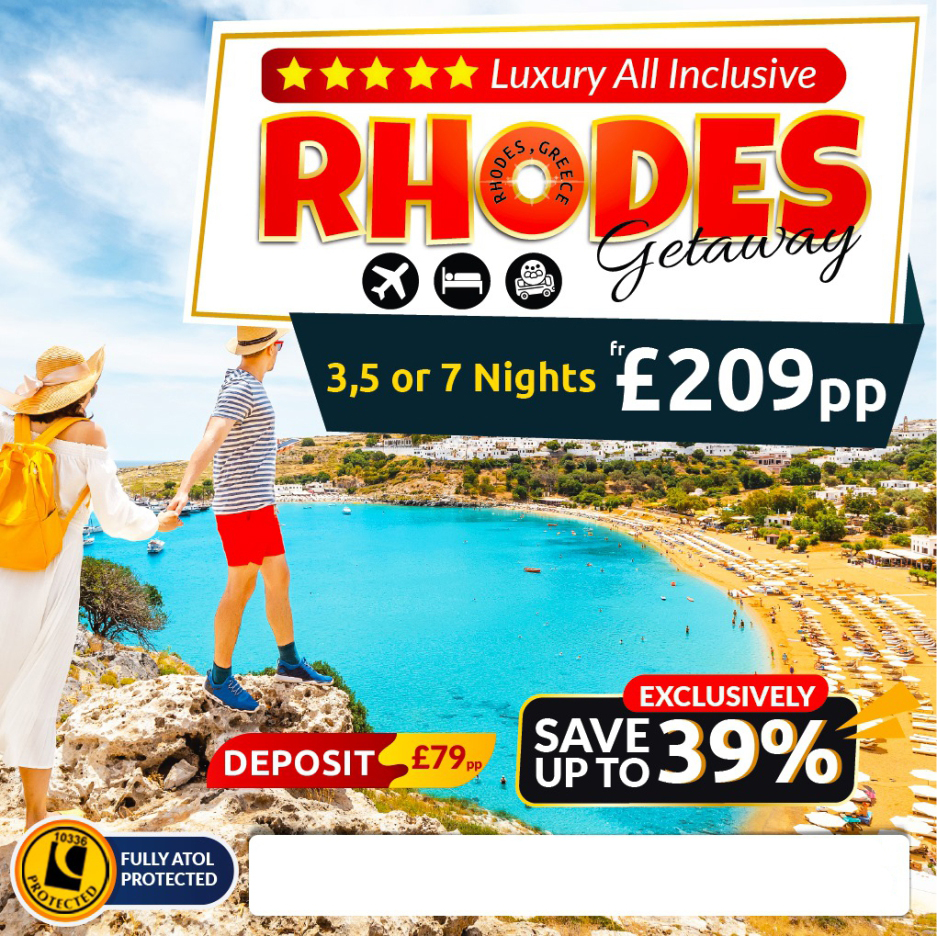 Luxury All Inclusive
RHODES
RHODES, GREECE
Getaway
3,5 or 7 Nights fr £209pp
EXCLUSIVELY
SAVE
UP TO 39%
DEPOSIT £79pp
10336
PROTECTED
FULLY ATOL
PROTECTED